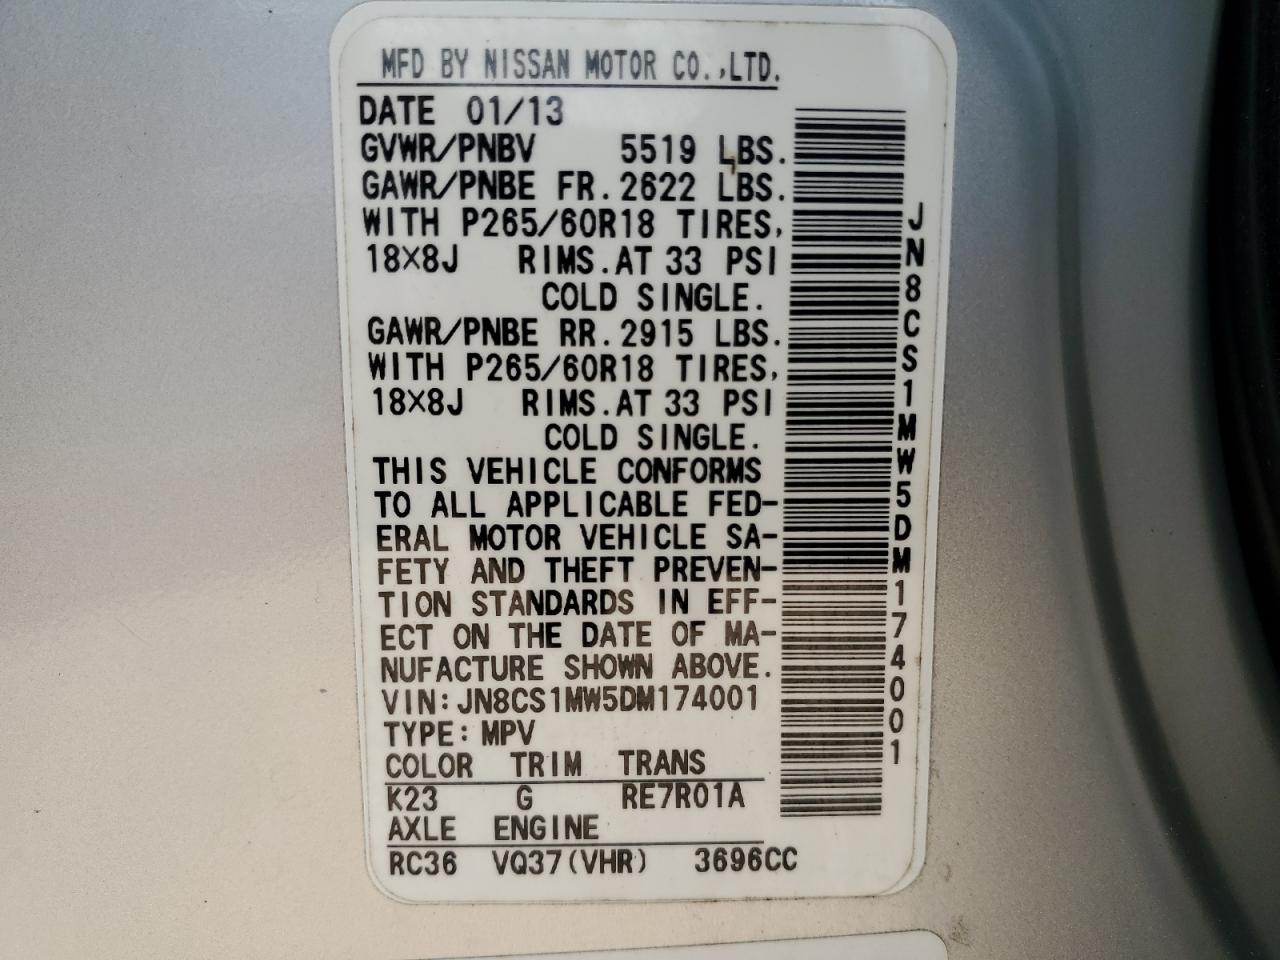 MFD BY NISSAN MOTOR CO.,LTD.
DATE 01/13
GVWR/PNBV 5519 LBS.
GAWR/PNBE FR. 2622 LBS.
WITH P265/60R18 TIRES,
18×8J RIMS. AT 33 PSI
COLD SINGLE.
GAWR/PNBE RR. 2915 LBS.
WITH P265/60R18 TIRES,
18×8J RIMS. AT 33 PSI
COLD SINGLE.
THIS VEHICLE CONFORMS
TO ALL APPLICABLE FED-
ERAL MOTOR VEHICLE SA-
FETY AND THEFT PREVEN-
TION STANDARDS IN EFF-
ECT ON THE DATE OF MA-
NUFACTURE SHOWN ABOVE.
VIN:JN8CS1MW5DM174001
TYPE: MPV
COLOR TRIM TRANS
K23 G RE7R01A
AXLE ENGINE
RC36 VQ37(VHR) 3696CC
JN8CS1MW5DM174001